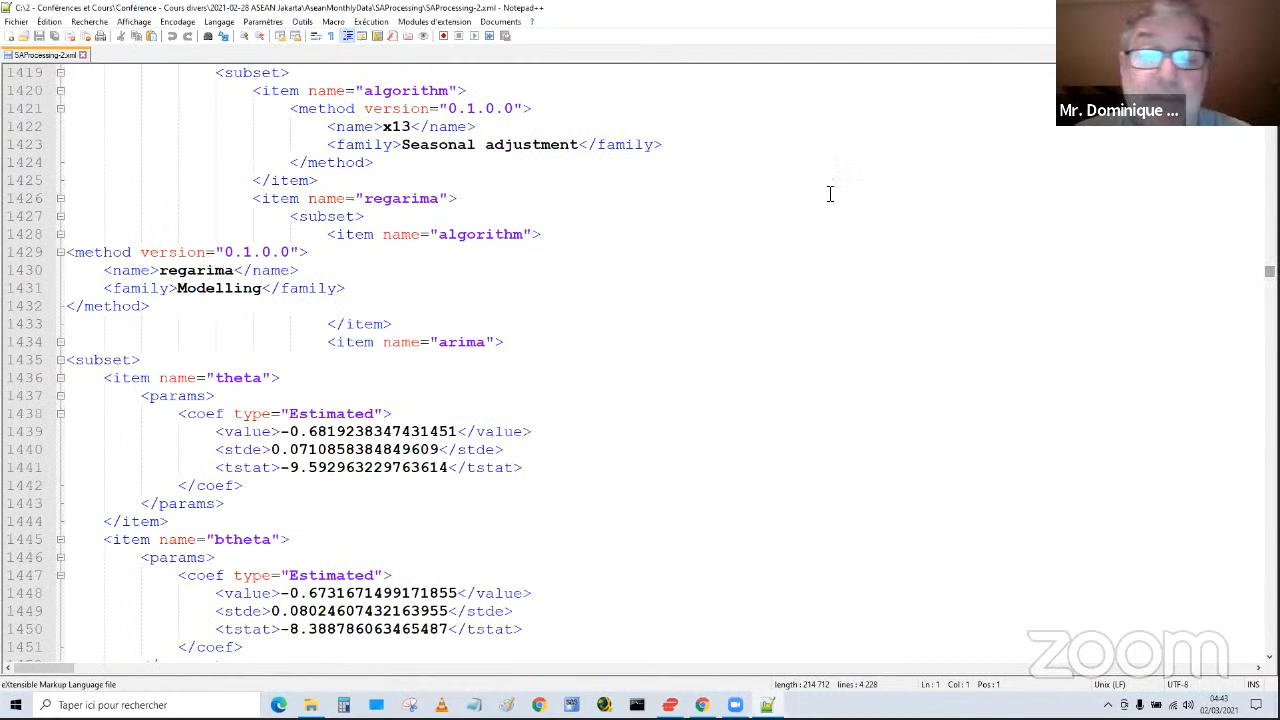 C:\2 - Conférences et Cours\Conférence - Cours divers\2021-02-28 ASEAN Jakarta\AseanMonthlyData\SAProcessing\SAProcessing-2.xml - Notepad++
Fichier Édition Recherche Affichage Encodage Langage Paramètres Outils Macro Exécution Modules d'extension Documents ?
SAProcessing-2.xml
1419 <subset>
1420 <item name="algorithm">
1421 <method version="0.1.0.0">
1422 <name>x13</name>
1423 <family>Seasonal adjustment</family>
1424 </method>
1425 </item>
1426 <item name="regarima">
1427 <subset>
1428 <item name="algorithm">
1429 <method version="0.1.0.0">
1430 <name>regarima</name>
1431 <family>Modelling</family>
1432 </method>
1433 </item>
1434 <item name="arima">
1435 <subset>
1436 <item name="theta">
1437 <params>
1438 <coef type="Estimated">
1439 <value>-0.6819238347431451</value>
1440 <stde>0.0710858384849609</stde>
1441 <tstat>-9.592963229763614</tstat>
1442 </coef>
1443 </params>
1444 </item>
1445 <item name="btheta">
1446 <params>
1447 <coef type="Estimated">
1448 <value>-0.6731671499171855</value>
1449 <stde>0.08024607432163955</stde>
1450 <tstat>-8.388786063465487</tstat>
1451 </coef>
Mr. Dominique ...
zoom
eXtensible Markup Language file length : 214 712 lines : 4 228 Ln : 1 Col : 1 Pos : 1 Unix (LF) UTF-8 INS
Taper ici pour rechercher
04:43
02/03/2021